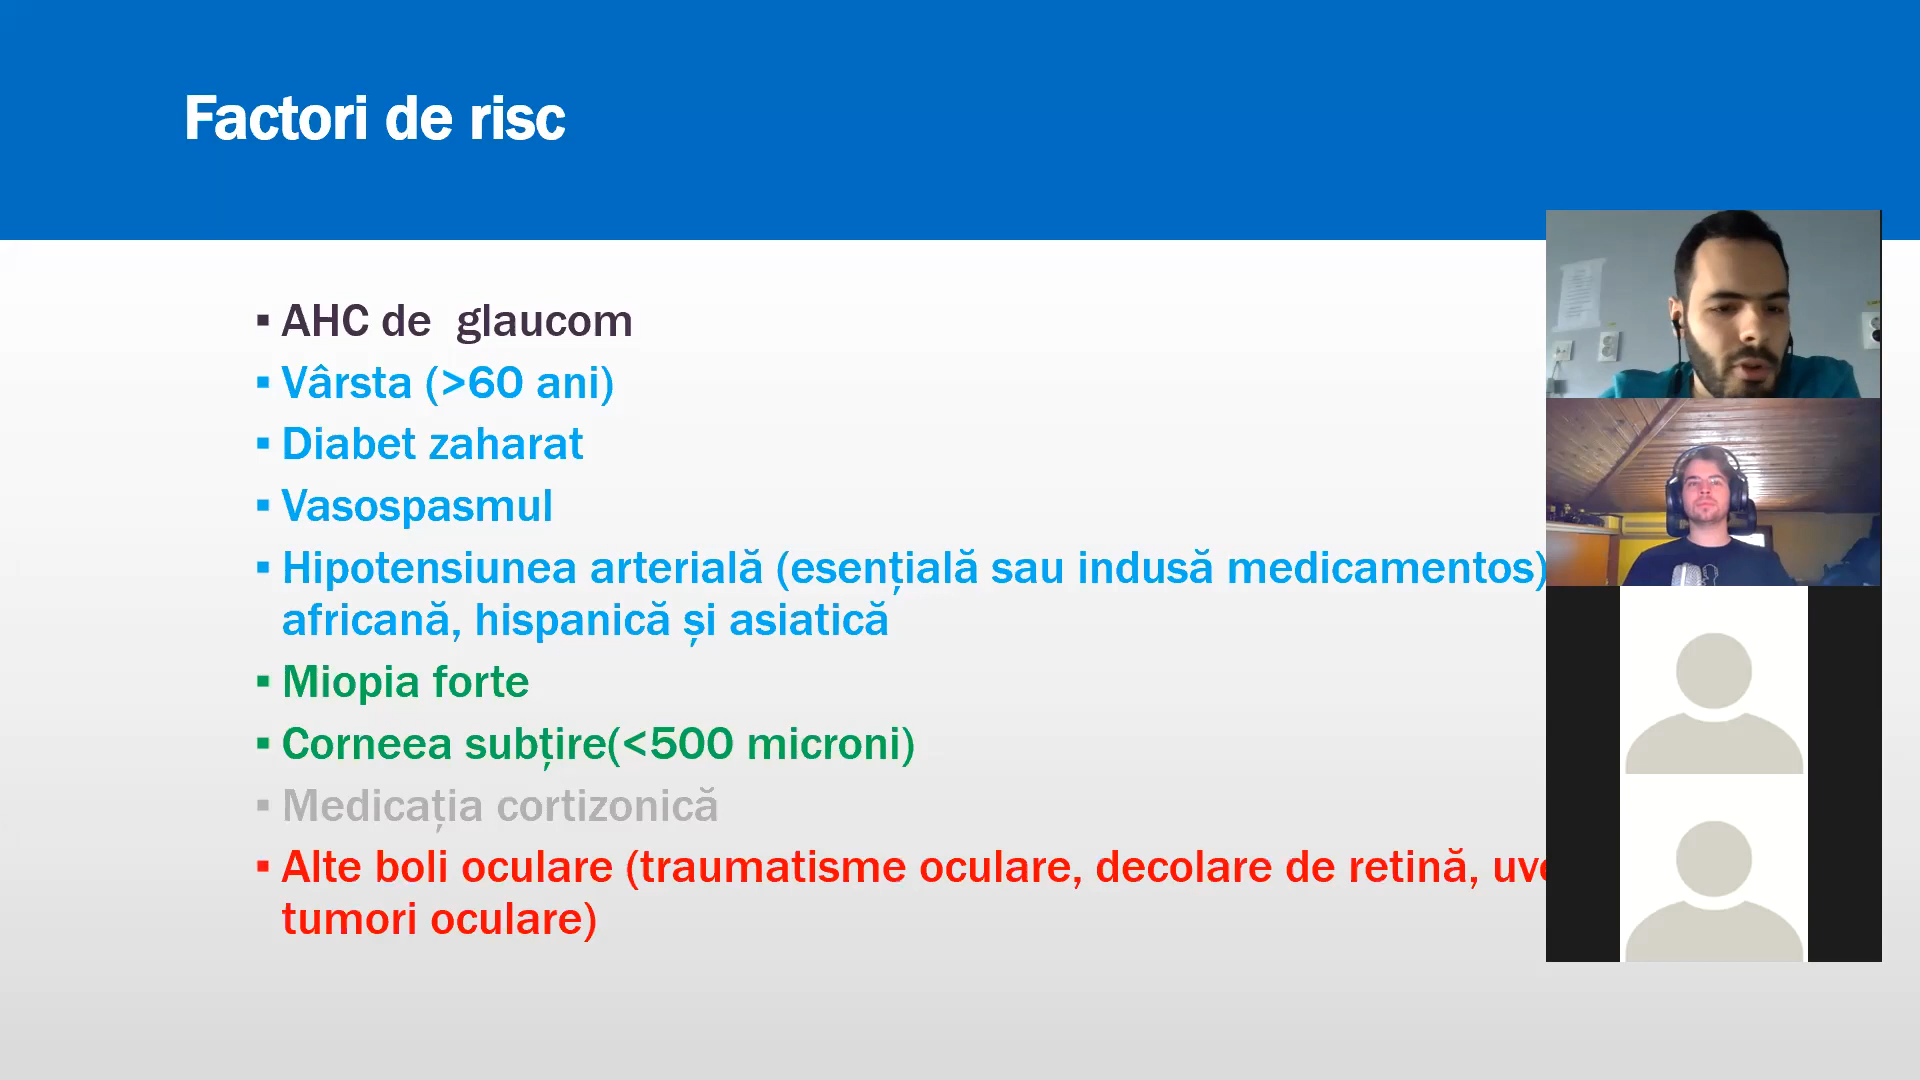 Factori de risc
▪ AHC de  glaucom
▪ Vârsta (>60 ani)
▪ Diabet zaharat
▪ Vasospasmul
▪ Hipotensiunea arterială (esențială sau indusă medicamentos)
africană, hispanică și asiatică
▪ Miopia forte
▪ Corneea subțire(<500 microni)
▪ Medicația cortizonică
▪ Alte boli oculare (traumatisme oculare, decolare de retină,
tumori oculare)